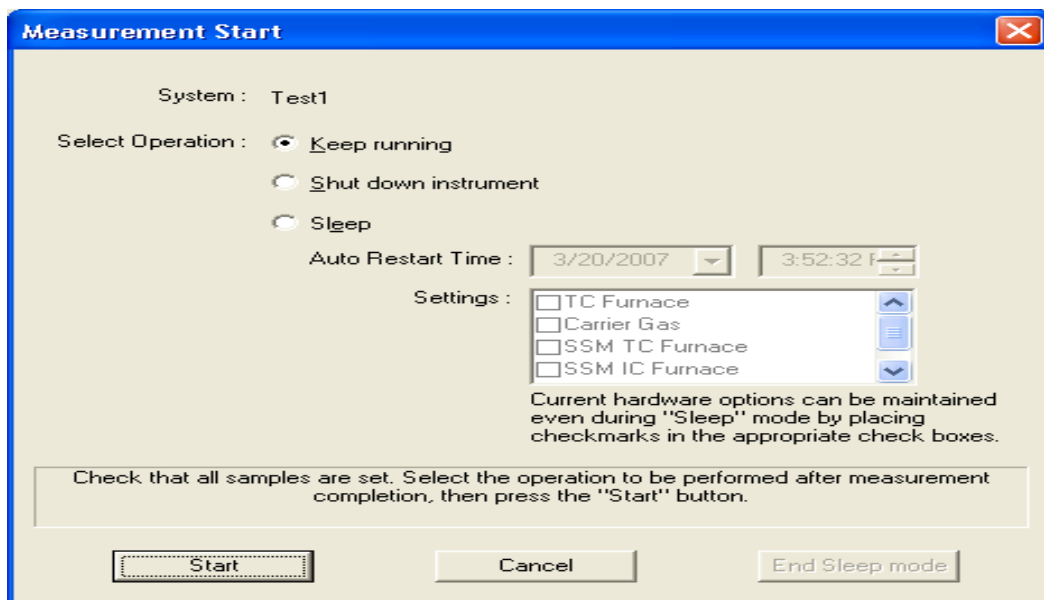 Measurement Start
System : Test1
Select Operation : Keep running
Shut down instrument
Sleep
Auto Restart Time : 3/20/2007 3:52:32
Settings : TC Furnace
Carrier Gas
SSM TC Furnace
SSM IC Furnace
Current hardware options can be maintained
even during "Sleep" mode by placing
checkmarks in the appropriate check boxes.
Check that all samples are set. Select the operation to be performed after measurement
completion, then press the "Start" button.
Start Cancel End Sleep mode